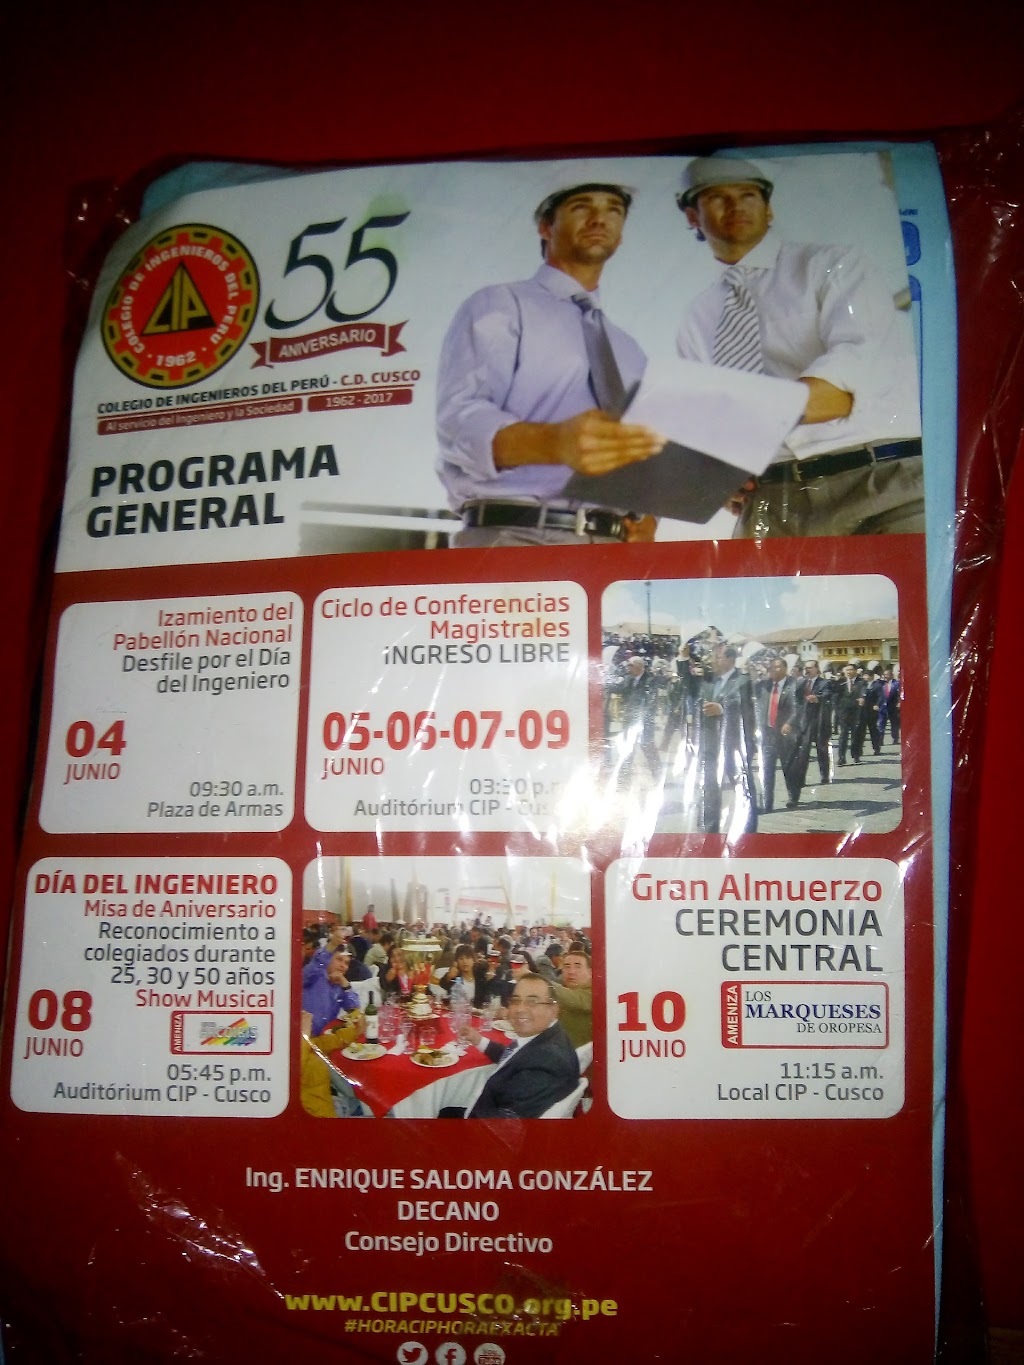 COLEGIO DE INGENIEROS DEL PERU
CIP
• 1962 •
55
ANIVERSARIO
COLEGIO DE INGENIEROS DEL PERÚ - C.D. CUSCO
Al servicio del Ingeniero y la Sociedad
1962 - 2017
PROGRAMA
GENERAL
Izamiento del
Pabellón Nacional
Desfile por el Día
del Ingeniero
04
JUNIO
09:30 a.m.
Plaza de Armas
Ciclo de Conferencias
Magistrales
INGRESO LIBRE
05-06-07-09
JUNIO
03:30 p.m.
Auditórium CIP - Cusco
DÍA DEL INGENIERO
Misa de Aniversario
Reconocimiento a
colegiados durante
25, 30 y 50 años
Show Musical
08
JUNIO
AMENIZA
05:45 p.m.
Auditórium CIP - Cusco
Gran Almuerzo
CEREMONIA
CENTRAL
10
JUNIO
AMENIZA
LOS
MARQUESES
DE OROPESA
11:15 a.m.
Local CIP - Cusco
Ing. ENRIQUE SALOMA GONZÁLEZ
DECANO
Consejo Directivo
www.CIPCUSCO.org.pe
#HORACIPHORAEXACTA